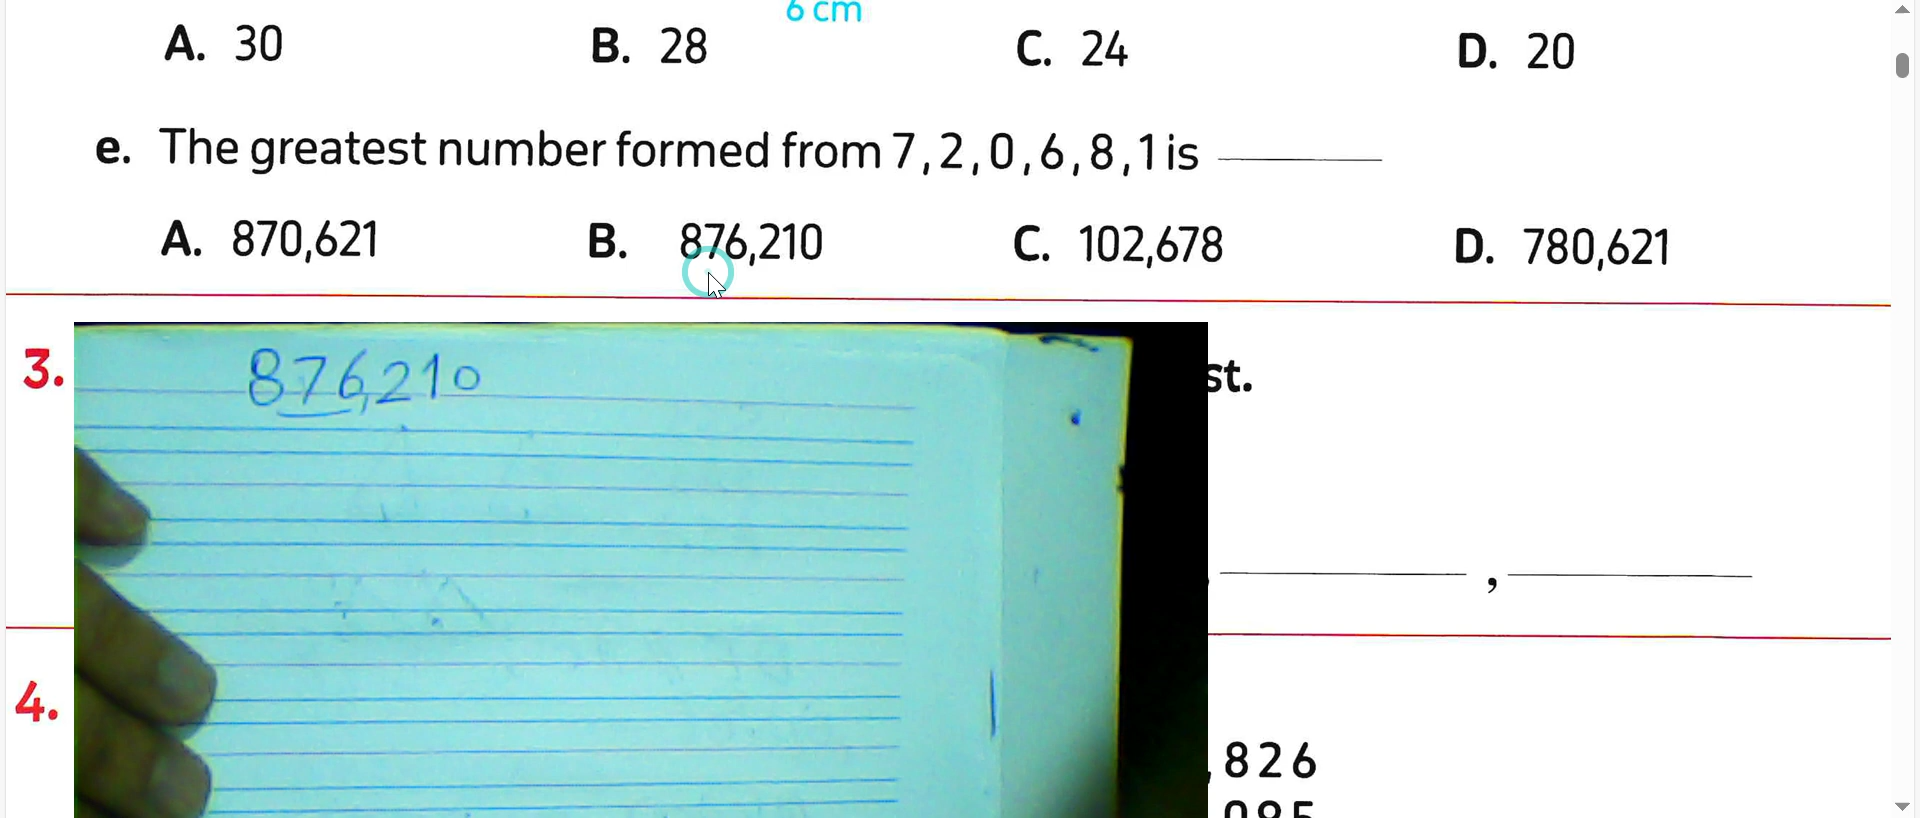 6 cm
A. 30 B. 28 C. 24 D. 20
e. The greatest number formed from 7, 2, 0, 6, 8, 1 is
A. 870,621 B. 876,210 C. 102,678 D. 780,621
3. st.
876,210
,
4.
,826